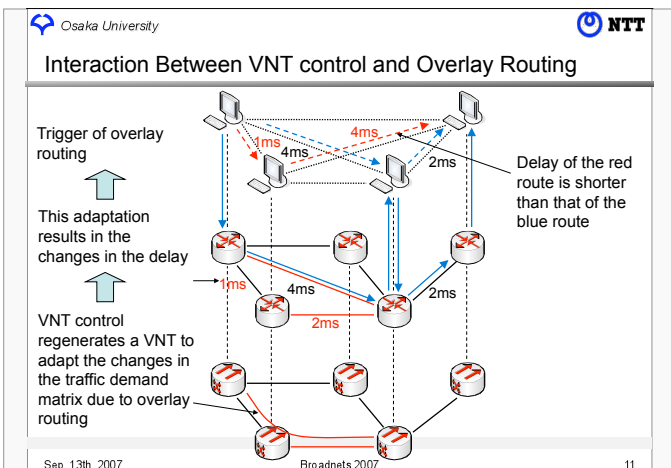 Osaka University
NTT
Interaction Between VNT control and Overlay Routing
Trigger of overlay
routing
This adaptation
results in the
changes in the delay
VNT control
regenerates a VNT to
adapt the changes in
the traffic demand
matrix due to overlay
routing
1ms
4ms
4ms
2ms
Delay of the red
route is shorter
than that of the
blue route
1ms
4ms
2ms
2ms
Sep. 13th, 2007
Broadnets 2007
11